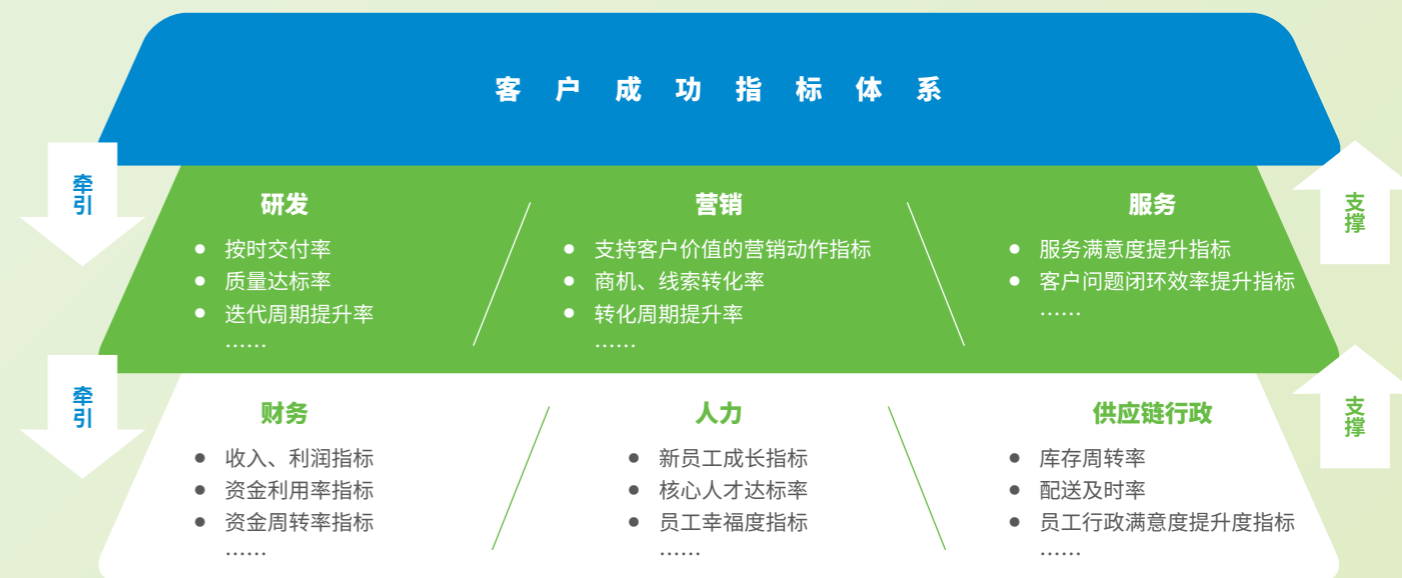 客户成功指标体系
牵引
支撑
研发
按时交付率
质量达标率
迭代周期提升率
……
营销
支持客户价值的营销动作指标
商机、线索转化率
转化周期提升率
……
服务
服务满意度提升指标
客户问题闭环效率提升指标
……
牵引
支撑
财务
收入、利润指标
资金利用率指标
资金周转率指标
……
人力
新员工成长指标
核心人才达标率
员工幸福度指标
……
供应链行政
库存周转率
配送及时率
员工行政满意度提升度指标
……